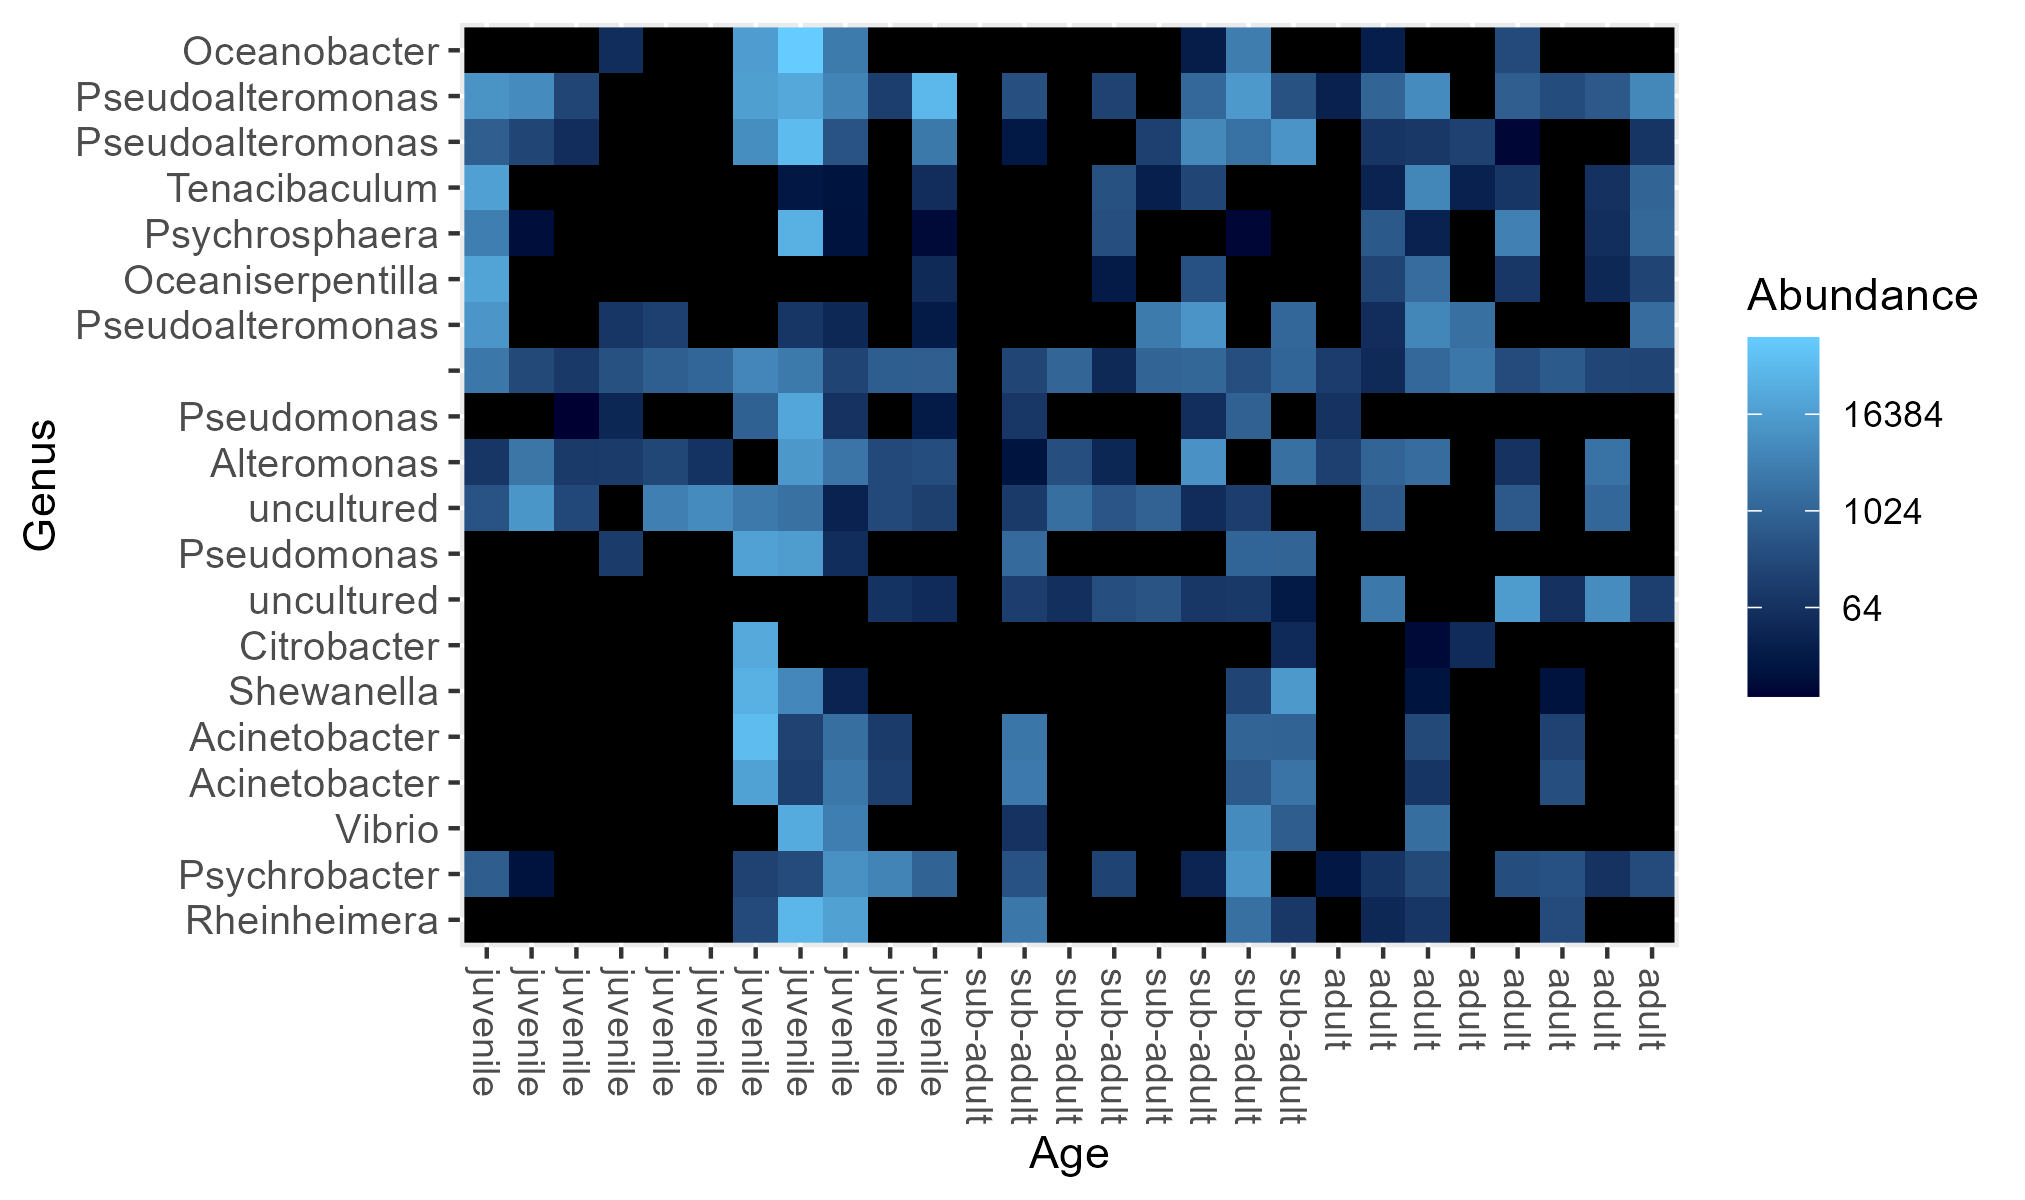 Oceanobacter
Pseudoalteromonas
Pseudoalteromonas
Tenacibaculum
Psychrosphaera
Oceaniserpentilla
Pseudoalteromonas
Pseudomonas
Alteromonas
uncultured
Pseudomonas
uncultured
Citrobacter
Shewanella
Acinetobacter
Acinetobacter
Vibrio
Psychrobacter
Rheinheimera
Genus
juvenile
juvenile
juvenile
juvenile
juvenile
juvenile
juvenile
juvenile
juvenile
juvenile
juvenile
sub-adult
sub-adult
sub-adult
sub-adult
sub-adult
sub-adult
sub-adult
sub-adult
adult
adult
adult
adult
adult
adult
adult
adult
Age
Abundance
16384
1024
64